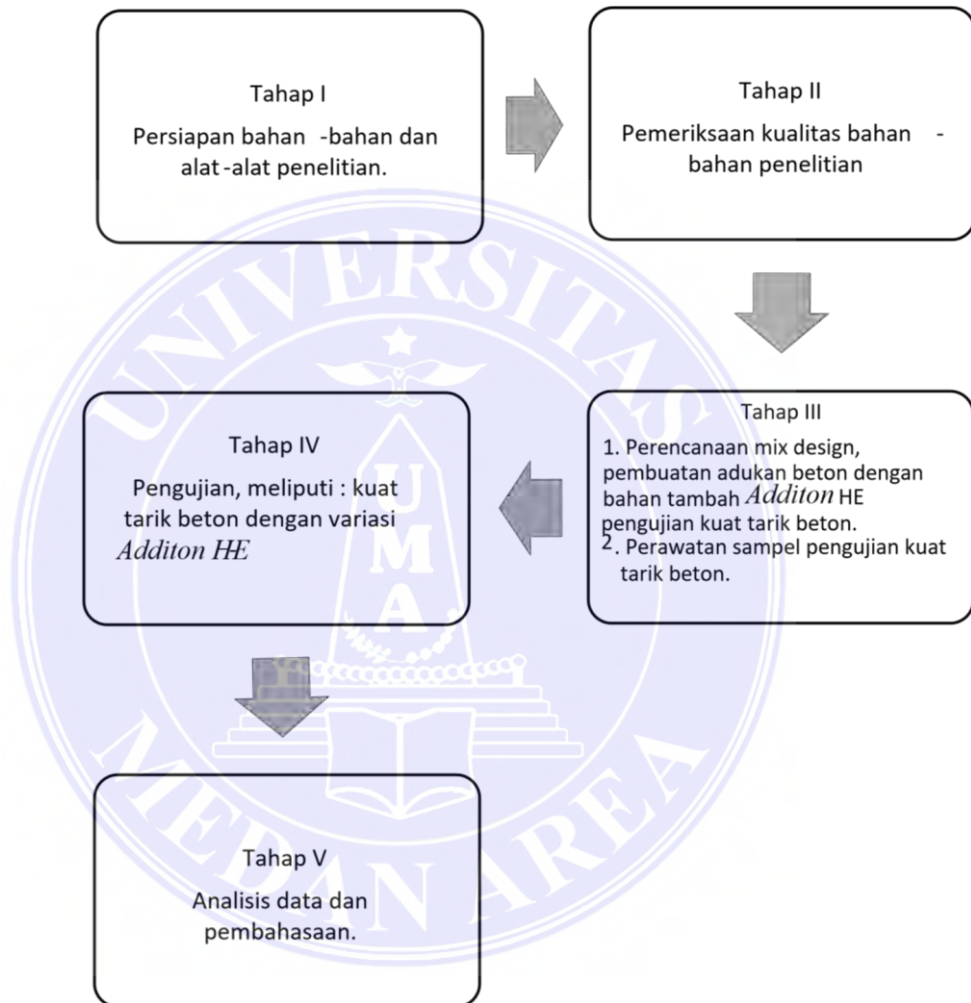 Tahap I
Persiapan bahan -bahan dan
alat-alat penelitian.
Tahap II
Pemeriksaan kualitas bahan -
bahan penelitian
Tahap III
1. Perencanaan mix design,
pembuatan adukan beton dengan
bahan tambah Additon HE
pengujian kuat tarik beton.
2. Perawatan sampel pengujian kuat
tarik beton.
Tahap IV
Pengujian, meliputi : kuat
tarik beton dengan variasi
Additon HE
Tahap V
Analisis data dan
pembahasaan.
UNIVERSITAS
UMA
MEDAN AREA